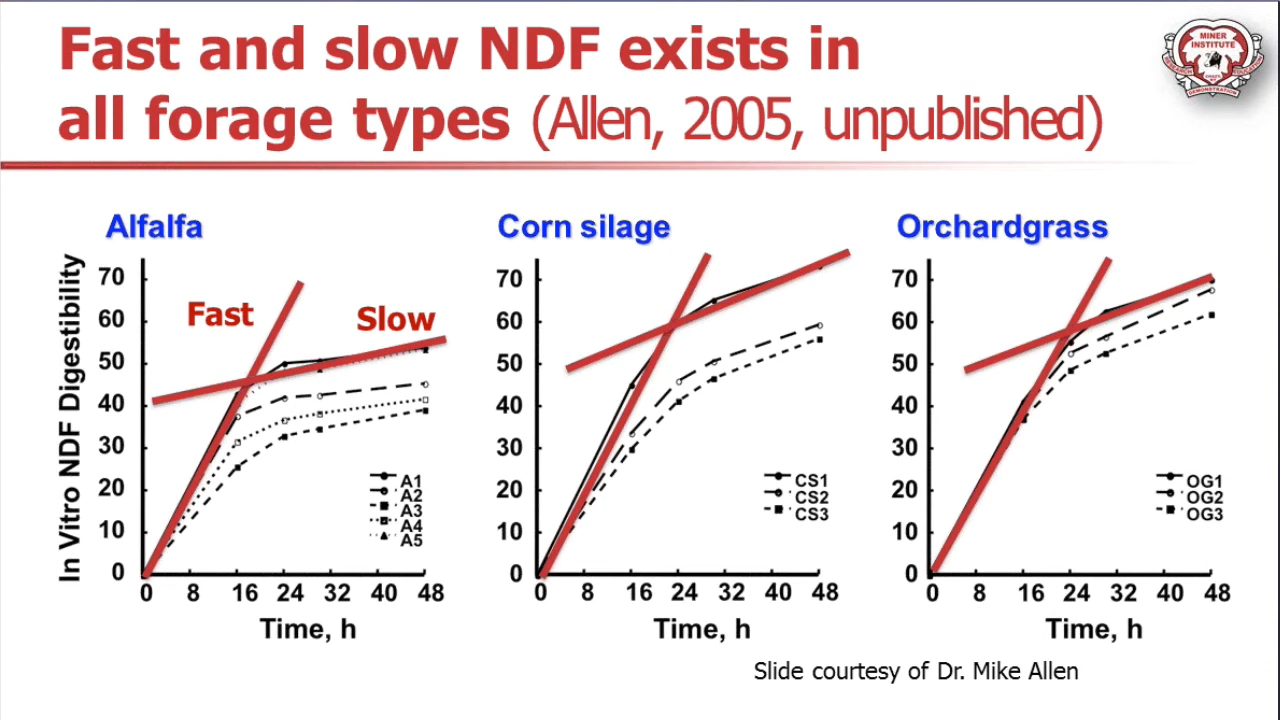 Fast and slow NDF exists in
all forage types (Allen, 2005, unpublished)
MINER
INSTITUTE
RESEARCH
EDUCATION
DEMONSTRATION
Alfalfa
In Vitro NDF Digestibility
70
60
50
40
30
20
10
0
Fast
Slow
A1
A2
A3
A4
A5
0 8 16 24 32 40 48
Time, h
Corn silage
70
60
50
40
30
20
10
0
CS1
CS2
CS3
0 8 16 24 32 40 48
Time, h
Orchardgrass
70
60
50
40
30
20
10
0
OG1
OG2
OG3
0 8 16 24 32 40 48
Time, h
Slide courtesy of Dr. Mike Allen